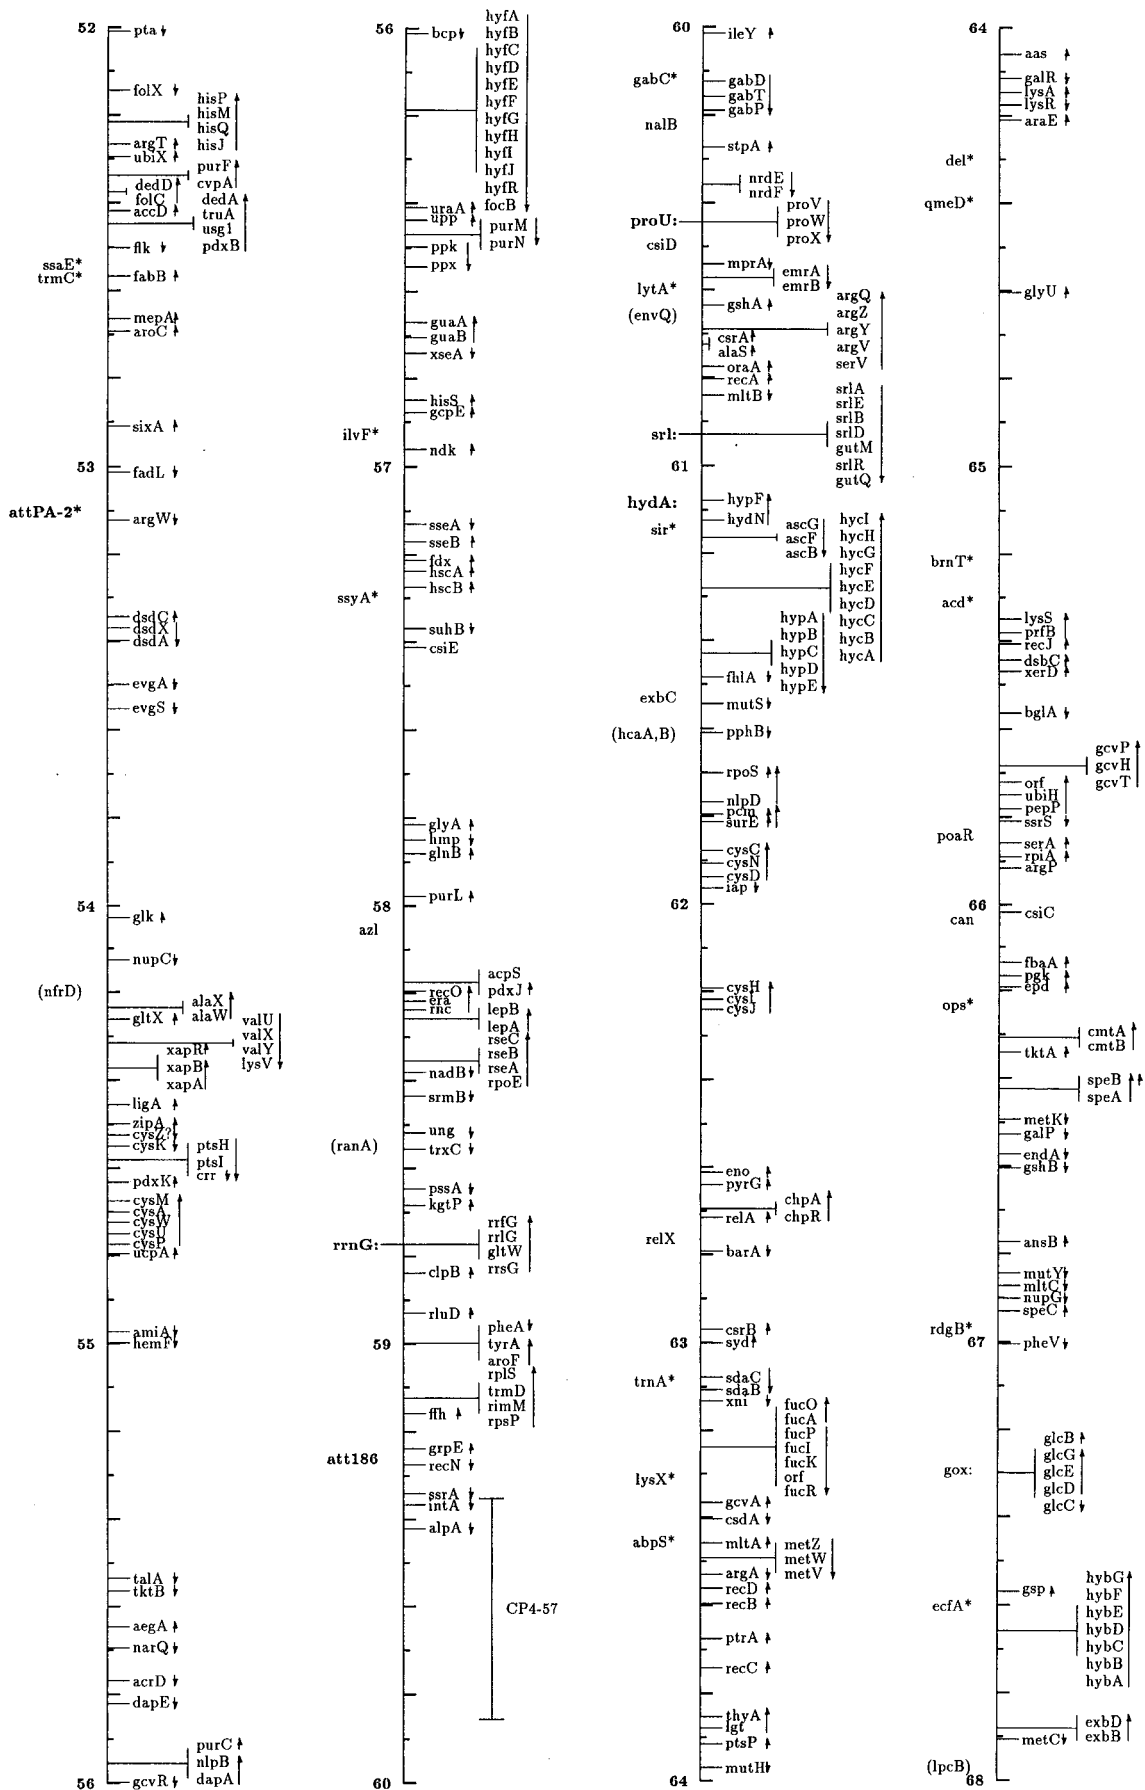 52
pta
folX
hisP
hisM
hisQ
hisJ
argT
ubiX
purF
cvpA
dedD
folC
dedA
accD
truA
usg1
flk
pdxB
ssaE*
trmC*
fabB
mepA
aroC
sixA
53
fadL
attPA-2*
argW
dsdC
dsdX
dsdA
evgA
evgS
54
glk
nupC
(nfrD)
alaX
alaW
gltX
valU
valX
valY
lysV
xapR
xapB
xapA
ligA
zipA
cysZ?
cysK
ptsH
ptsI
crr
pdxK
cysM
cysA
cysW
cysU
cysP
ucpA
amiA
55
hemF
talA
tktB
aegA
narQ
acrD
dapE
purC
nlpB
dapA
56
gcvR
56
bcp
hyfA
hyfB
hyfC
hyfD
hyfE
hyfF
hyfG
hyfH
hyfI
hyfJ
hyfR
focB
uraA
upp
purM
purN
ppk
ppx
guaA
guaB
xseA
hisS
gcpE
ilvF*
ndk
57
sseA
sseB
fdx
hscA
hscB
ssyA*
suhB
csiE
glyA
hmp
glnB
purL
58
azl
acpS
pdxJ
recO
era
rnc
lepB
lepA
rseC
rseB
rseA
rpoE
nadB
srmB
ung
(ranA)
trxC
pssA
kgtP
rrnG:
rrfG
rrlG
gltW
rrsG
clpB
rluD
59
pheA
tyrA
aroF
rplS
trmD
rimM
rpsP
ffh
grpE
att186
recN
ssrA
intA
alpA
CP4-57
60
60
ileY
gabC*
gabD
gabT
gabP
nalB
stpA
nrdE
nrdF
proU:
proV
proW
proX
csiD
mprA
emrA
emrB
lytA*
gshA
(envQ)
argQ
argZ
argY
argV
serV
csrA
alaS
oraA
recA
mltB
srl:
srlA
srlE
srlB
srlD
gutM
srlR
gutQ
61
hydA:
hypF
hydN
sir*
ascG
ascF
ascB
hycI
hycH
hycG
hycF
hycE
hycD
hycC
hycB
hycA
hypA
hypB
hypC
hypD
hypE
fhlA
exbC
mutS
(hcaA,B)
pphB
rpoS
nlpD
pcm
surE
cysC
cysN
cysD
iap
62
cysH
cysI
cysJ
eno
pyrG
chpA
chpR
relA
relX
barA
csrB
63
syd
trnA*
sdaC
sdaB
xni
fucO
fucA
fucP
fucI
fucK
orf
fucR
lysX*
gcvA
csdA
abpS*
mltA
metZ
metW
metV
argA
recD
recB
ptrA
recC
thyA
lgt
ptsP
mutH
64
64
aas
galR
lysA
lysR
araE
del*
qmeD*
glyU
65
brnT*
acd*
lysS
prfB
recJ
dsbC
xerD
bglA
gcvP
gcvH
gcvT
orf
ubiH
pepP
ssrS
poaR
serA
rpiA
argP
66
can
csiC
fbaA
pgk
epd
ops*
cmtA
cmtB
tktA
speB
speA
metK
galP
endA
gshB
ansB
mutY
mltC
nupG
speC
rdgB*
67
pheV
gox:
glcB
glcG
glcE
glcD
glcC
gsp
ecfA*
hybG
hybF
hybE
hybD
hybC
hybB
hybA
exbD
exbB
metC
(lpcB)
68